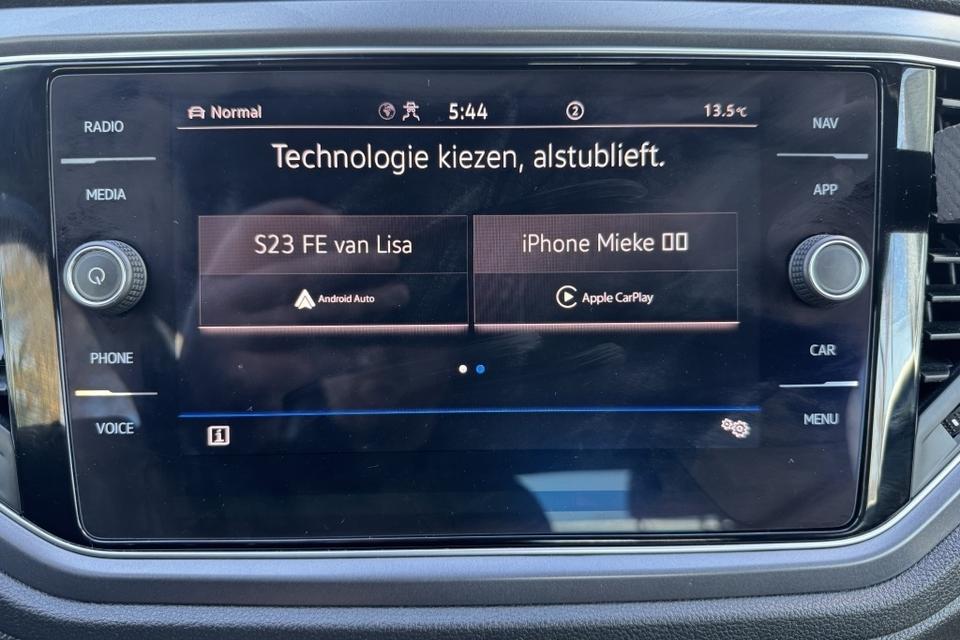 RADIO
MEDIA
PHONE
VOICE
Normal
5:44
2
13.5°C
Technologie kiezen, alstublieft.
S23 FE van Lisa
Android Auto
iPhone Mieke ▯▯
Apple CarPlay
i
NAV
APP
CAR
MENU